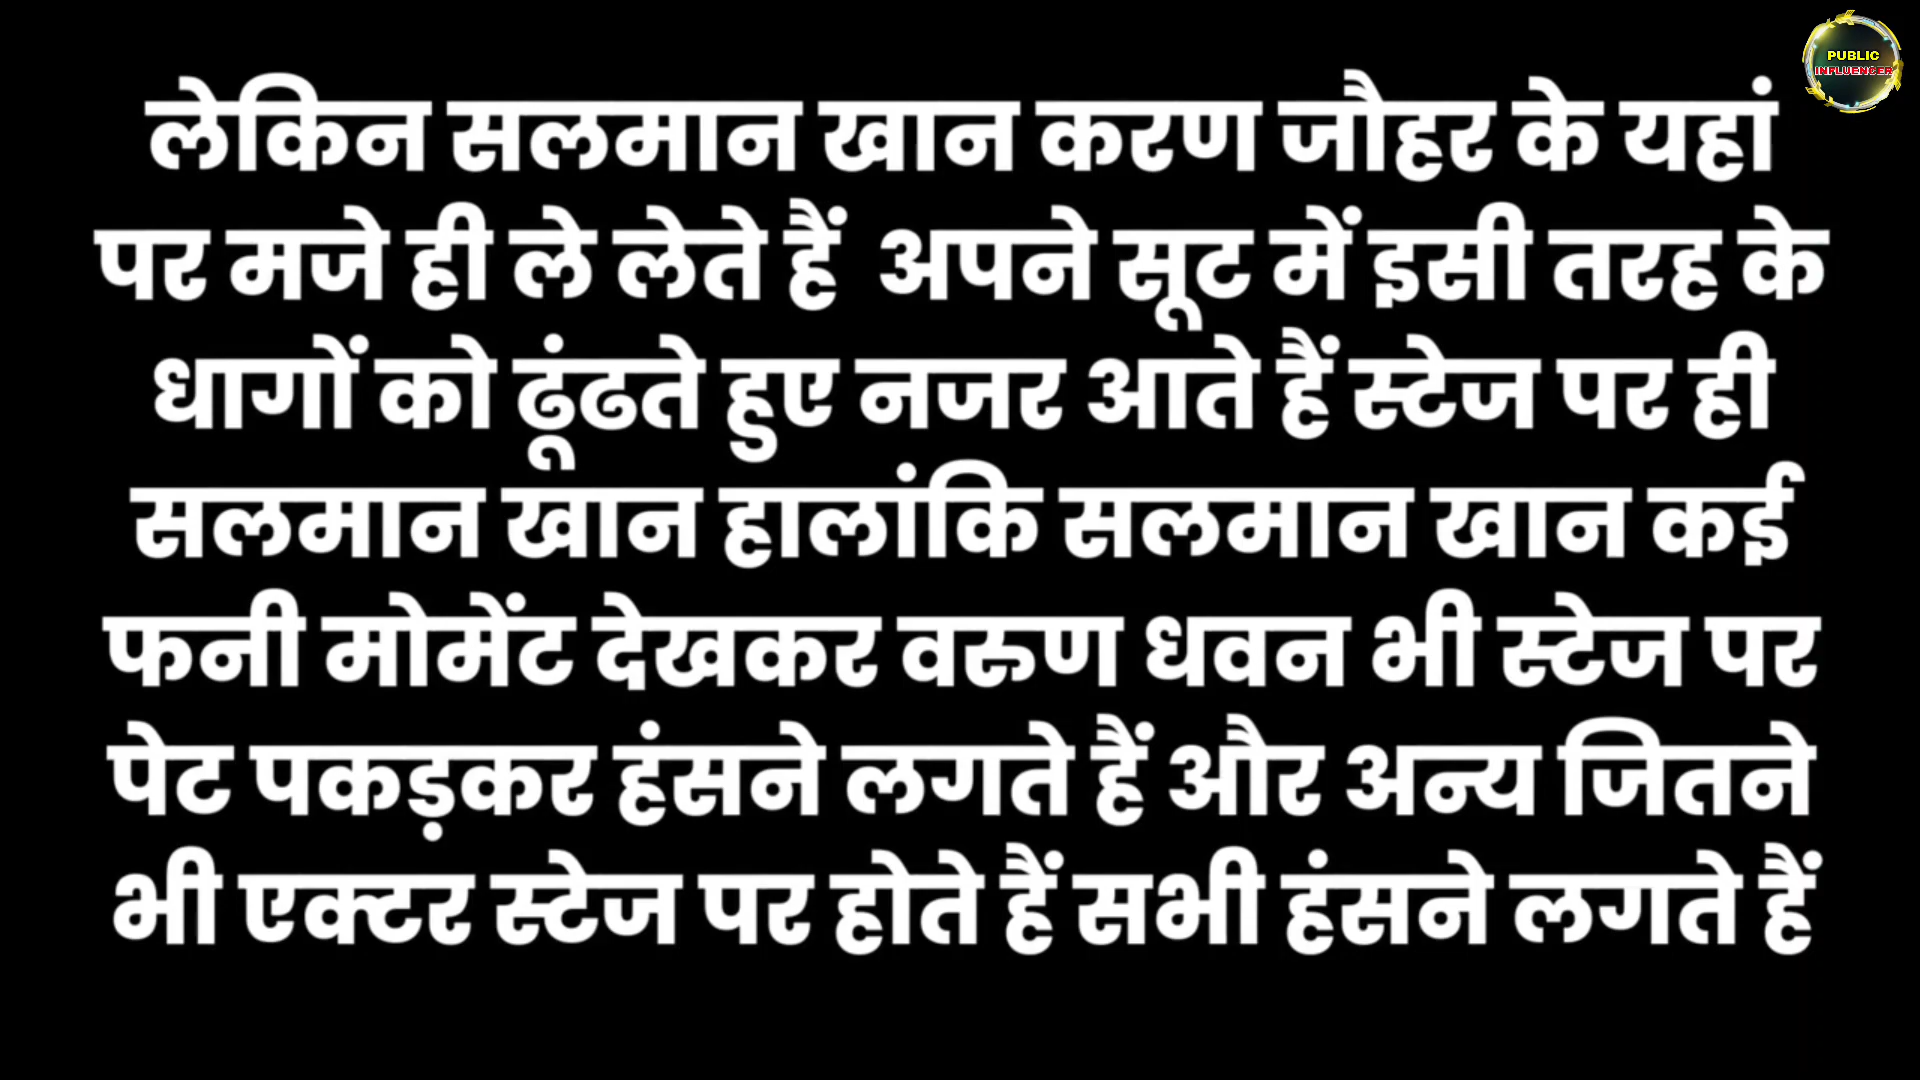 PUBLIC
INFLUENCER
लेकिन सलमान खान करण जौहर के यहां
पर मजे ही ले लेते हैं अपने सूट में इसी तरह के
धागों को ढूंढते हुए नजर आते हैं स्टेज पर ही
सलमान खान हालांकि सलमान खान कई
फनी मोमेंट देखकर वरुण धवन भी स्टेज पर
पेट पकड़कर हंसने लगते हैं और अन्य जितने
भी एक्टर स्टेज पर होते हैं सभी हंसने लगते हैं